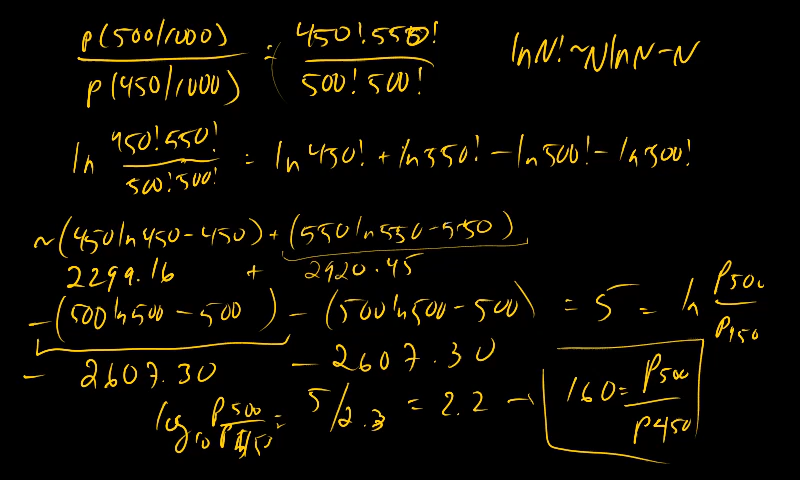 p(500/1000) / p(450/1000) = 450!550! / 500!500! lnN! ~ NlnN - N
ln 450!550! / 500!500! = ln450! + ln550! - ln500! - ln500!
~(450ln450-450) + (550ln550-550)
2299.16 + 2920.45
-(500ln500-500) - (500ln500-500) = 5 = ln P500 / P450
- 2607.30 - 2607.30
log10 P500 / P450 = 5/2.3 = 2.2 → 160 = P500 / P450